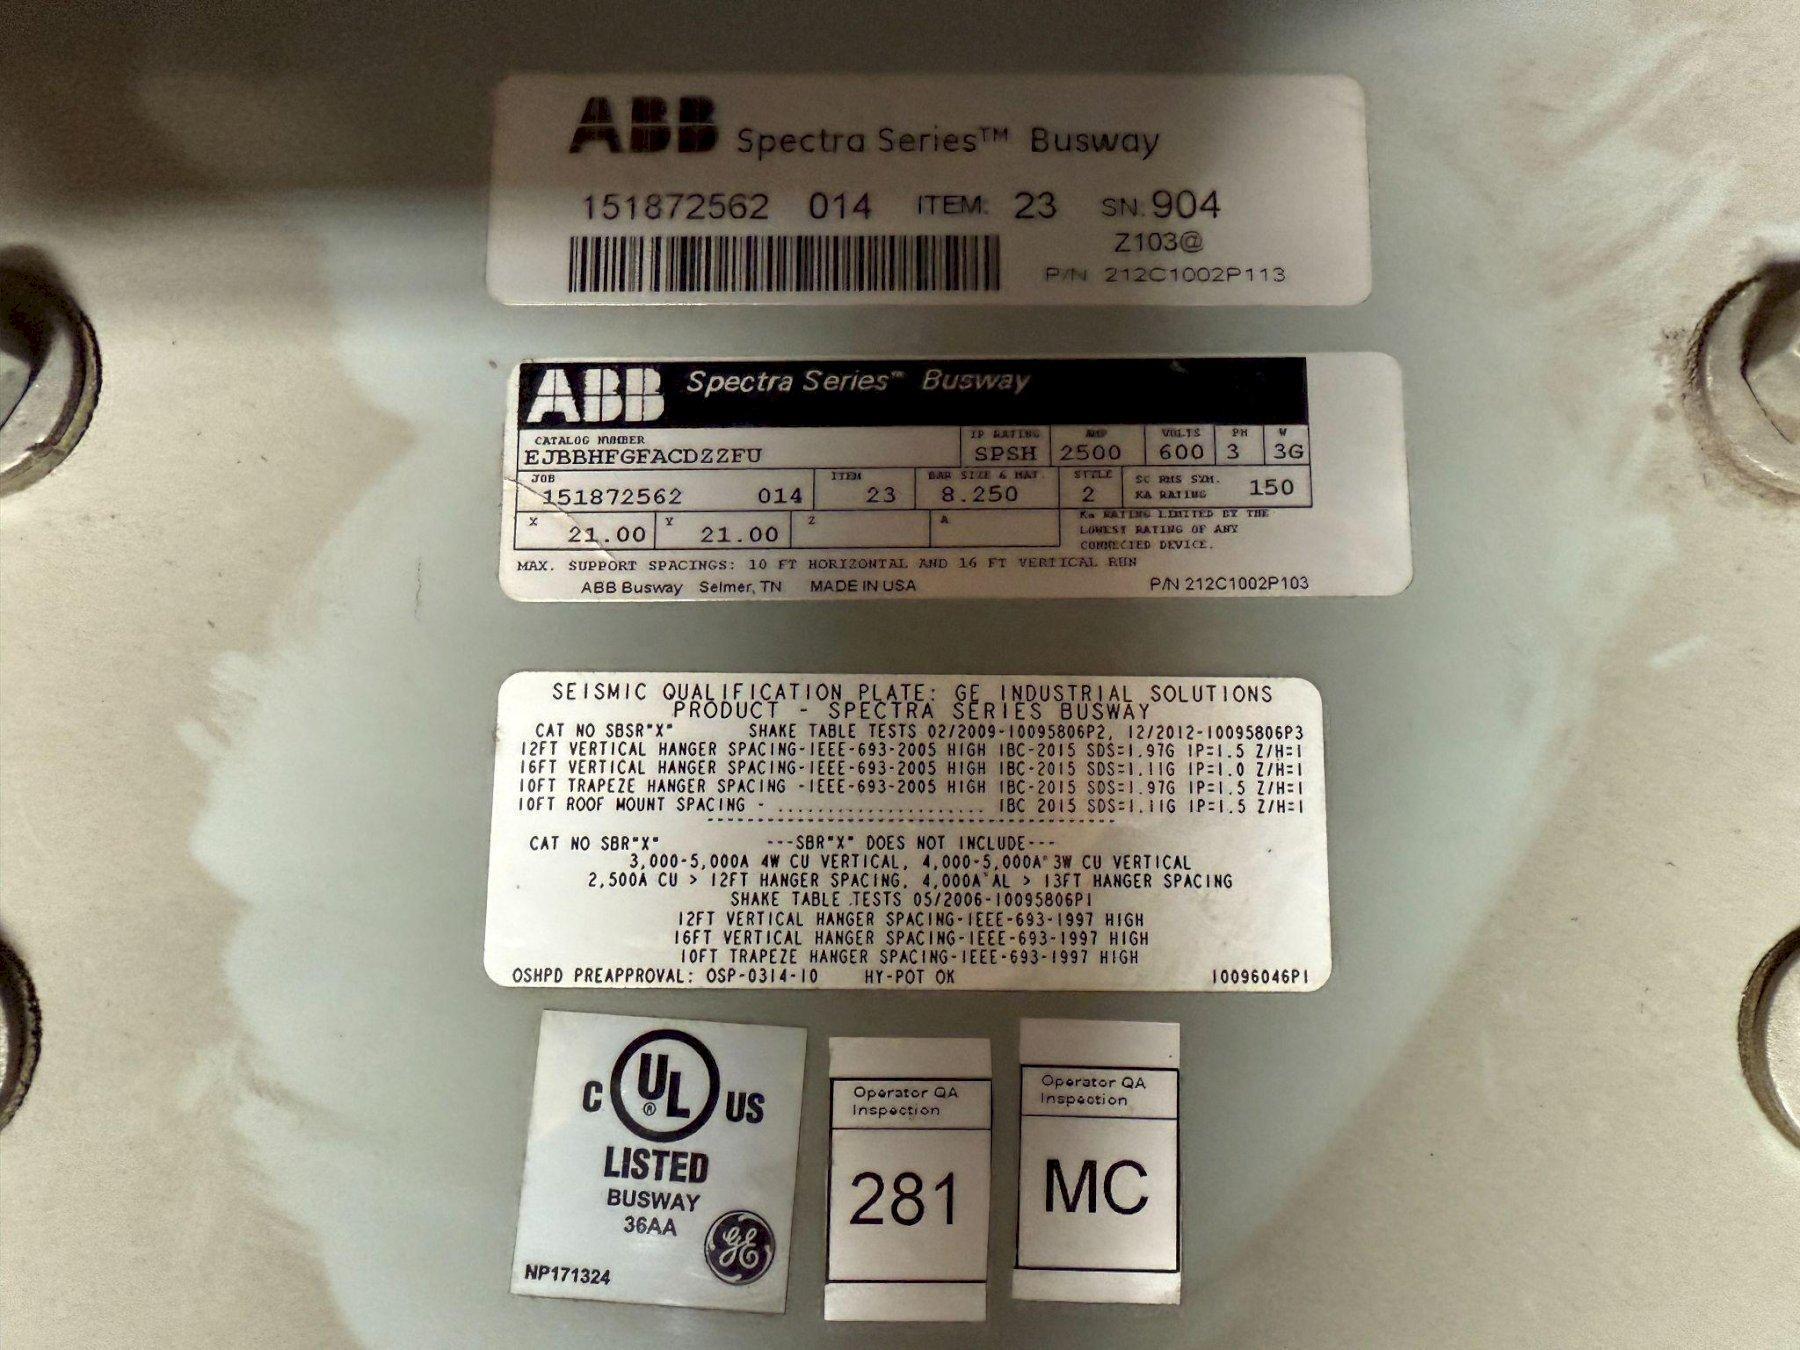 ABB Spectra Series™ Busway
151872562 014 ITEM: 23 SN. 904
Z103@
P/N 212C1002P113
ABB Spectra Series™ Busway
CATALOG NUMBER IP RATING AMP VOLTS PH W
EJBBHFGFACDZZFU SPSH 2500 600 3 3G
JOB ITEM BAR SIZE & MAT. STYLE SC RMS SYM.
151872562 014 23 8.250 2 KA RATING 150
X 21.00 Y 21.00 Z A
KA RATING LIMITED BY THE
LOWEST RATING OF ANY
CONNECTED DEVICE.
MAX. SUPPORT SPACINGS: 10 FT HORIZONTAL AND 16 FT VERTICAL RUN
ABB Busway Selmer, TN MADE IN USA P/N 212C1002P103
SEISMIC QUALIFICATION PLATE: GE INDUSTRIAL SOLUTIONS
PRODUCT - SPECTRA SERIES BUSWAY
CAT NO SBSR"X" SHAKE TABLE TESTS 02/2009-10095806P2, 12/2012-10095806P3
12FT VERTICAL HANGER SPACING-IEEE-693-2005 HIGH IBC-2015 SDS=1.97G IP=1.5 Z/H=1
16FT VERTICAL HANGER SPACING-IEEE-693-2005 HIGH IBC-2015 SDS=1.11G IP=1.0 Z/H=1
10FT TRAPEZE HANGER SPACING -IEEE-693-2005 HIGH IBC-2015 SDS=1.97G IP=1.5 Z/H=1
10FT ROOF MOUNT SPACING - ..................... IBC 2015 SDS=1.11G IP=1.5 Z/H=1
CAT NO SBR"X" ---SBR"X" DOES NOT INCLUDE---
3,000-5,000A 4W CU VERTICAL, 4,000-5,000A 3W CU VERTICAL
2,500A CU > 12FT HANGER SPACING, 4,000A AL > 13FT HANGER SPACING
SHAKE TABLE TESTS 05/2006-10095806P1
12FT VERTICAL HANGER SPACING-IEEE-693-1997 HIGH
16FT VERTICAL HANGER SPACING-IEEE-693-1997 HIGH
10FT TRAPEZE HANGER SPACING-IEEE-693-1997 HIGH
OSHPD PREAPPROVAL: OSP-0314-10 HY-POT OK 10096046P1
C UL ® US
LISTED
BUSWAY
36AA
GE
NP171324
Operator QA
Inspection
281
Operator QA
Inspection
MC